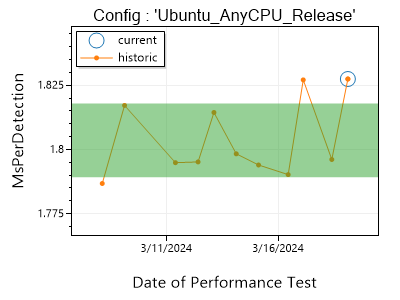 Config : 'Ubuntu_AnyCPU_Release'
current
historic
MsPerDetection
1.825
1.8
1.775
3/11/2024
3/16/2024
Date of Performance Test